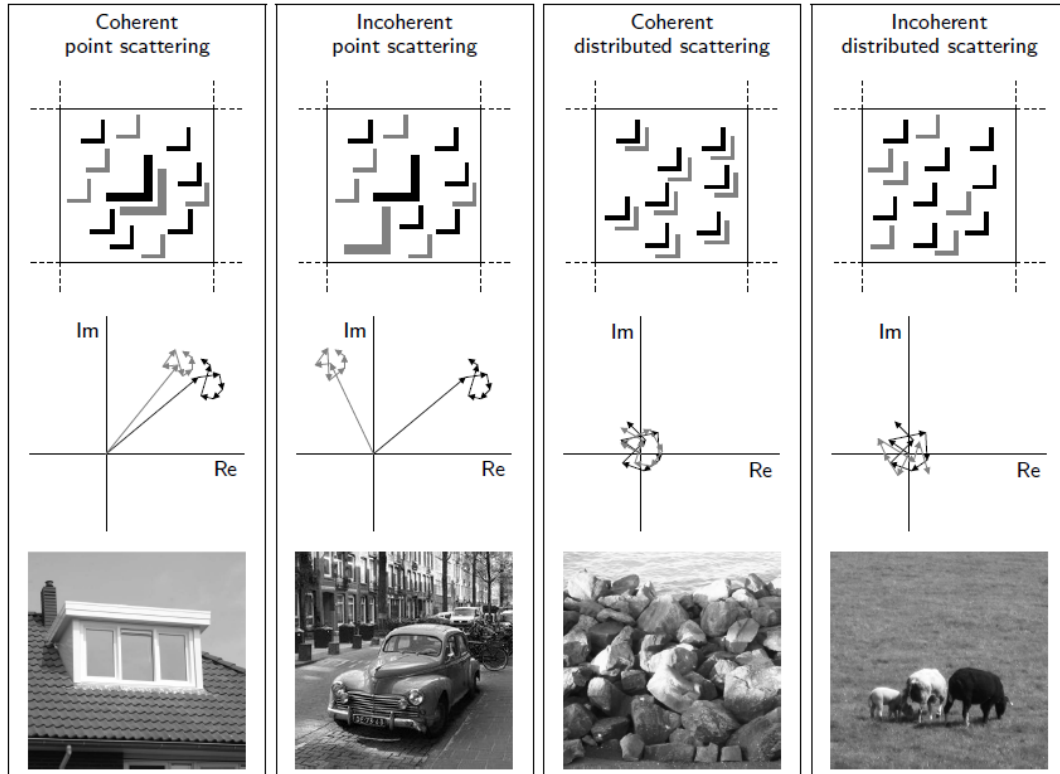 Coherent
point scattering
Incoherent
point scattering
Coherent
distributed scattering
Incoherent
distributed scattering
Im
Re
Im
Re
Im
Re
Im
Re